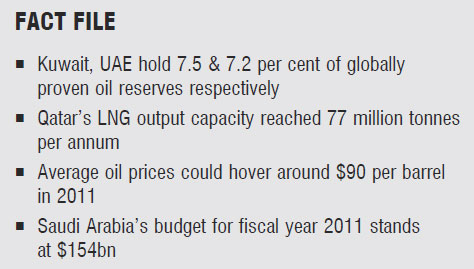 FACT FILE
▪ Kuwait, UAE hold 7.5 & 7.2 per cent of globally
proven oil reserves respectively
▪ Qatar's LNG output capacity reached 77 million tonnes
per annum
▪ Average oil prices could hover around $90 per barrel
in 2011
▪ Saudi Arabia's budget for fiscal year 2011 stands
at $154bn